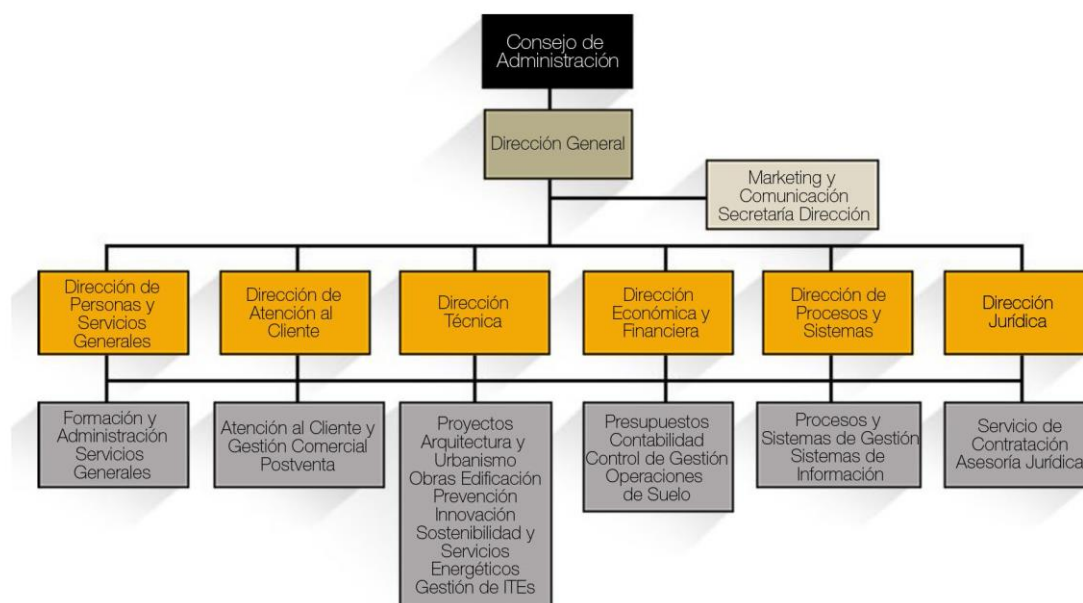 Consejo de
Administración
Dirección General
Marketing y
Comunicación
Secretaría Dirección
Dirección de
Personas y
Servicios
Generales
Dirección de
Atención al
Cliente
Dirección
Técnica
Dirección
Económica y
Financiera
Dirección de
Procesos y
Sistemas
Dirección
Jurídica
Formación y
Administración
Servicios
Generales
Atención al Cliente y
Gestión Comercial
Postventa
Proyectos
Arquitectura y
Urbanismo
Obras Edificación
Prevención
Innovación
Sostenibilidad y
Servicios
Energéticos
Gestión de ITEs
Presupuestos
Contabilidad
Control de Gestión
Operaciones
de Suelo
Procesos y
Sistemas de Gestión
Sistemas de
Información
Servicio de
Contratación
Asesoría Jurídica